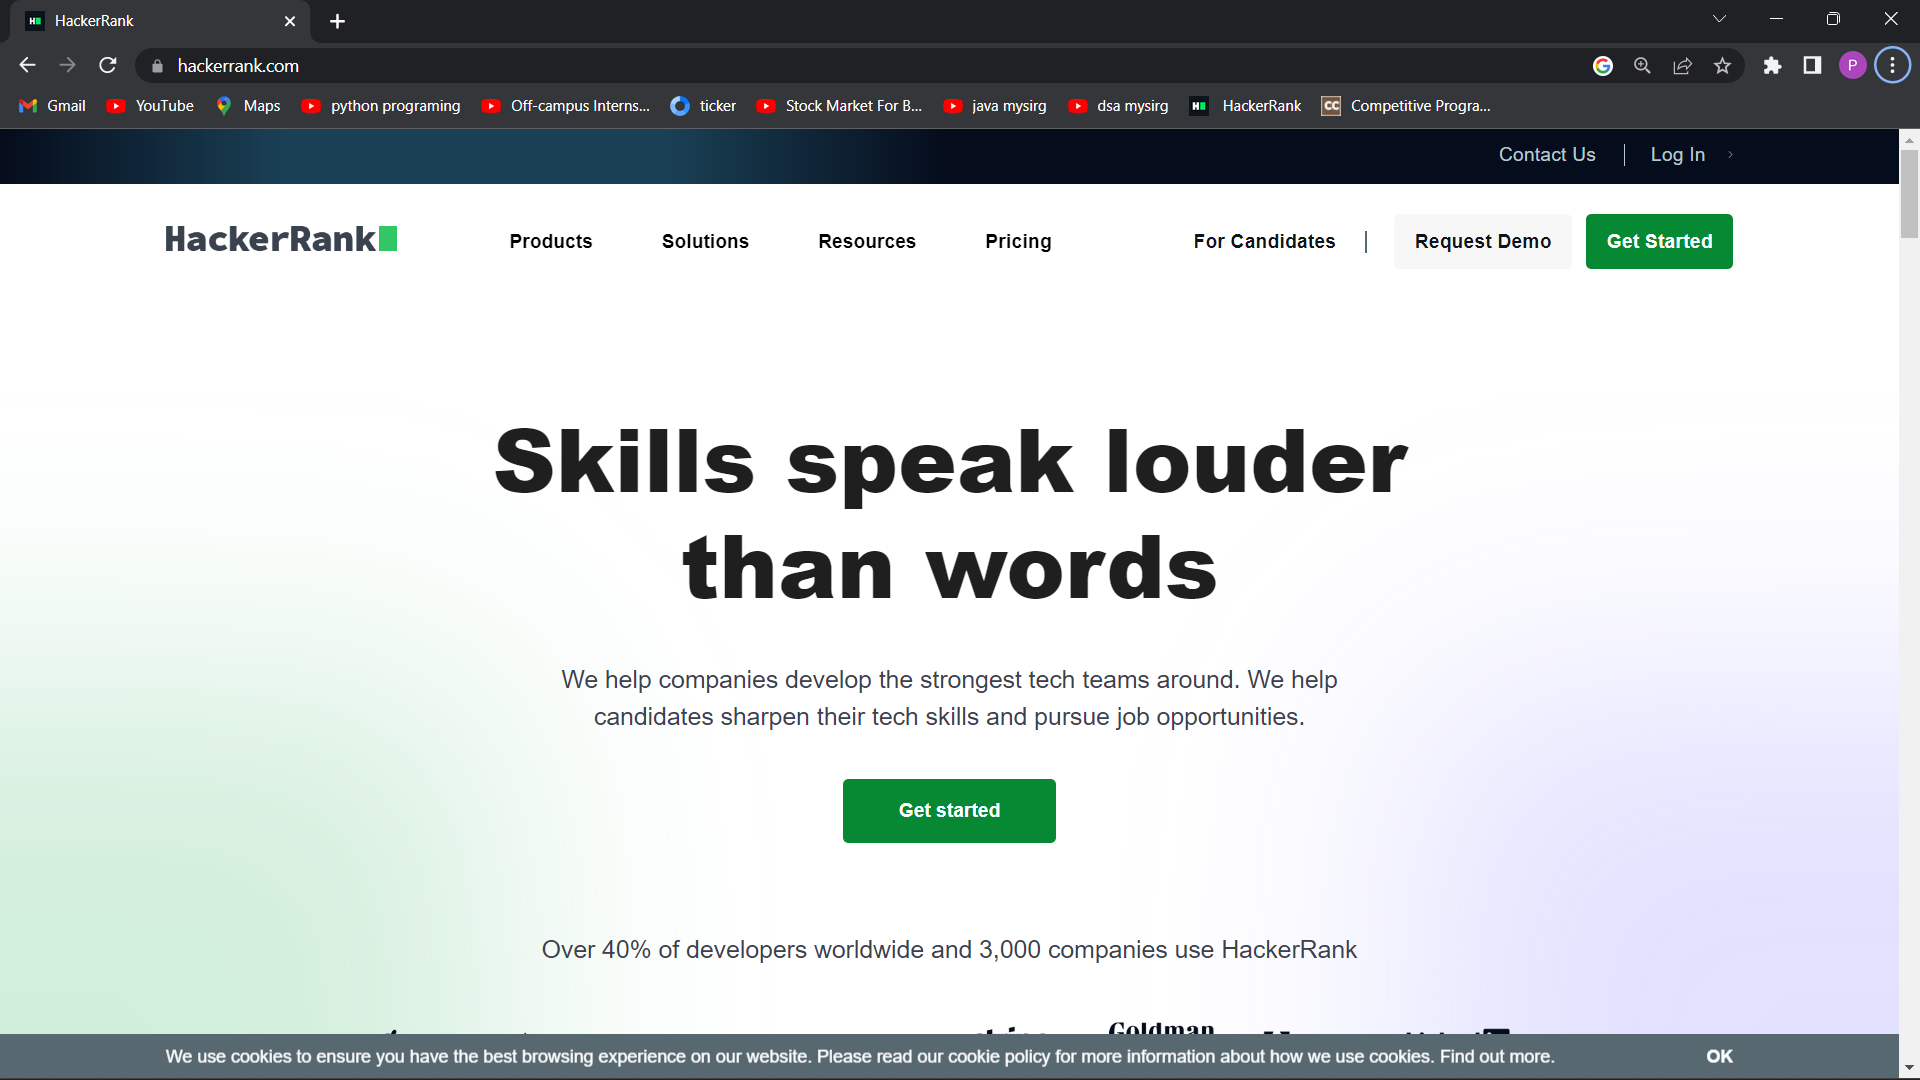 HackerRank
hackerrank.com
P
Gmail YouTube Maps python programing Off-campus Interns... ticker Stock Market For B... java mysirg dsa mysirg HackerRank CC Competitive Progra...
Contact Us Log In
HackerRank Products Solutions Resources Pricing For Candidates Request Demo Get Started
Skills speak louder
than words
We help companies develop the strongest tech teams around. We help
candidates sharpen their tech skills and pursue job opportunities.
Get started
Over 40% of developers worldwide and 3,000 companies use HackerRank
Goldman
We use cookies to ensure you have the best browsing experience on our website. Please read our cookie policy for more information about how we use cookies. Find out more. OK